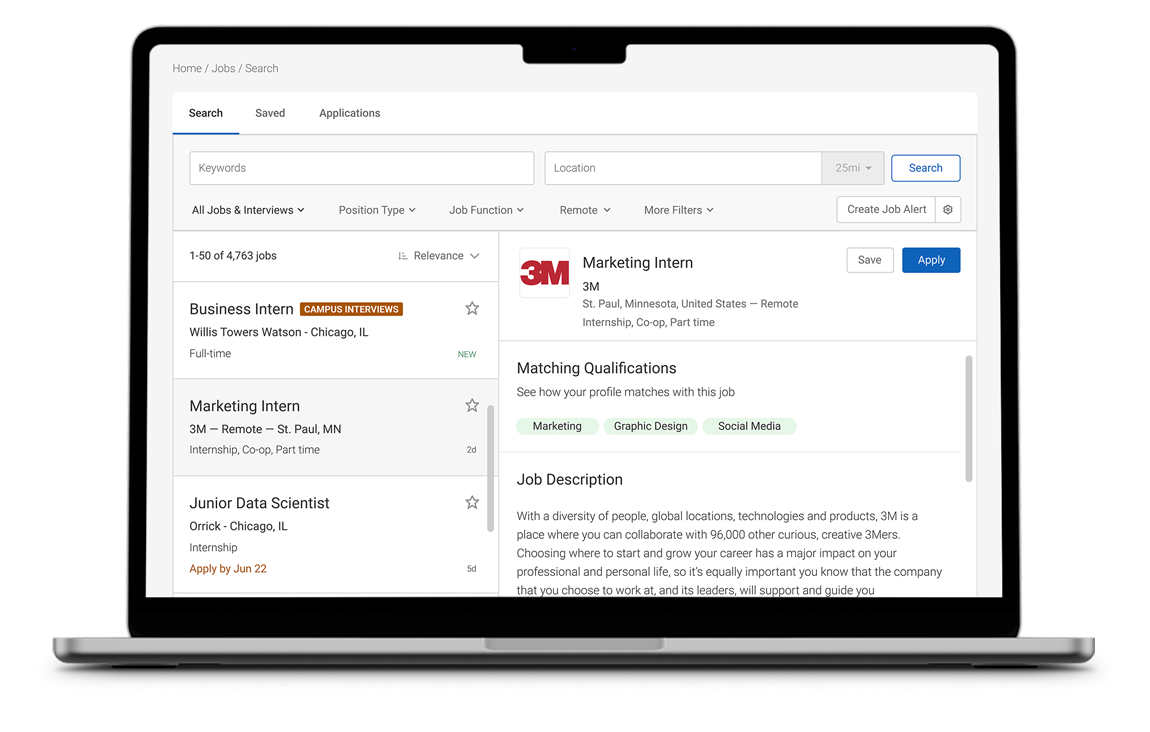 Home / Jobs / Search
Search Saved Applications
Keywords Location 25mi Search
All Jobs & Interviews Position Type Job Function Remote More Filters Create Job Alert
1-50 of 4,763 jobs Relevance
Business Intern CAMPUS INTERVIEWS
Willis Towers Watson - Chicago, IL
Full-time NEW
Marketing Intern
3M — Remote — St. Paul, MN
Internship, Co-op, Part time 2d
Junior Data Scientist
Orrick - Chicago, IL
Internship
Apply by Jun 22 5d
3M
Marketing Intern Save Apply
3M
St. Paul, Minnesota, United States — Remote
Internship, Co-op, Part time
Matching Qualifications
See how your profile matches with this job
Marketing Graphic Design Social Media
Job Description
With a diversity of people, global locations, technologies and products, 3M is a
place where you can collaborate with 96,000 other curious, creative 3Mers.
Choosing where to start and grow your career has a major impact on your
professional and personal life, so it's equally important you know that the company
that you choose to work at, and its leaders, will support and guide you